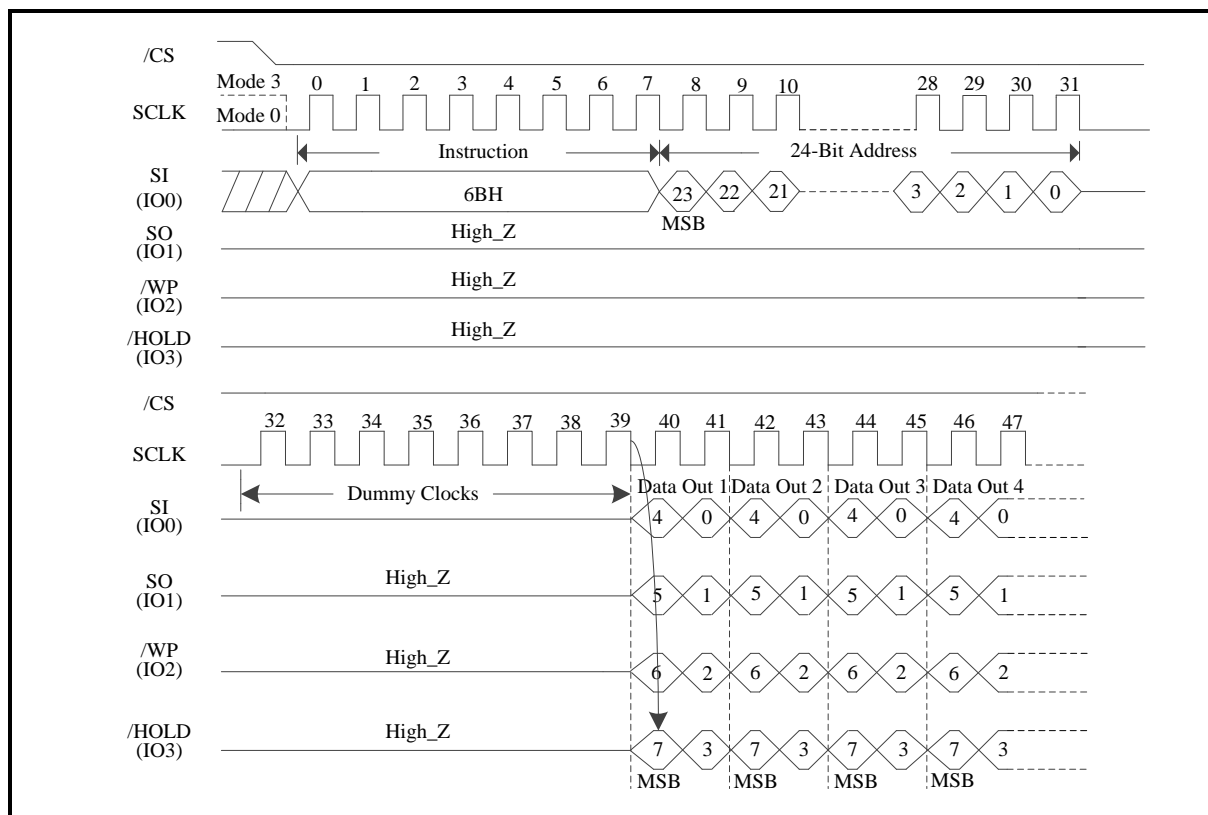 /CS
Mode 3
0 1 2 3 4 5 6 7 8 9 10 28 29 30 31
SCLK
Mode 0
Instruction
24-Bit Address
SI
(IO0)
6BH
23 22 21 3 2 1 0
MSB
SO
(IO1)
High_Z
/WP
(IO2)
High_Z
/HOLD
(IO3)
High_Z
/CS
32 33 34 35 36 37 38 39 40 41 42 43 44 45 46 47
SCLK
Dummy Clocks
Data Out 1 Data Out 2 Data Out 3 Data Out 4
SI
(IO0)
4 0 4 0 4 0 4 0
SO
(IO1)
High_Z
5 1 5 1 5 1 5 1
/WP
(IO2)
High_Z
6 2 6 2 6 2 6 2
/HOLD
(IO3)
High_Z
7 3 7 3 7 3 7 3
MSB MSB MSB MSB